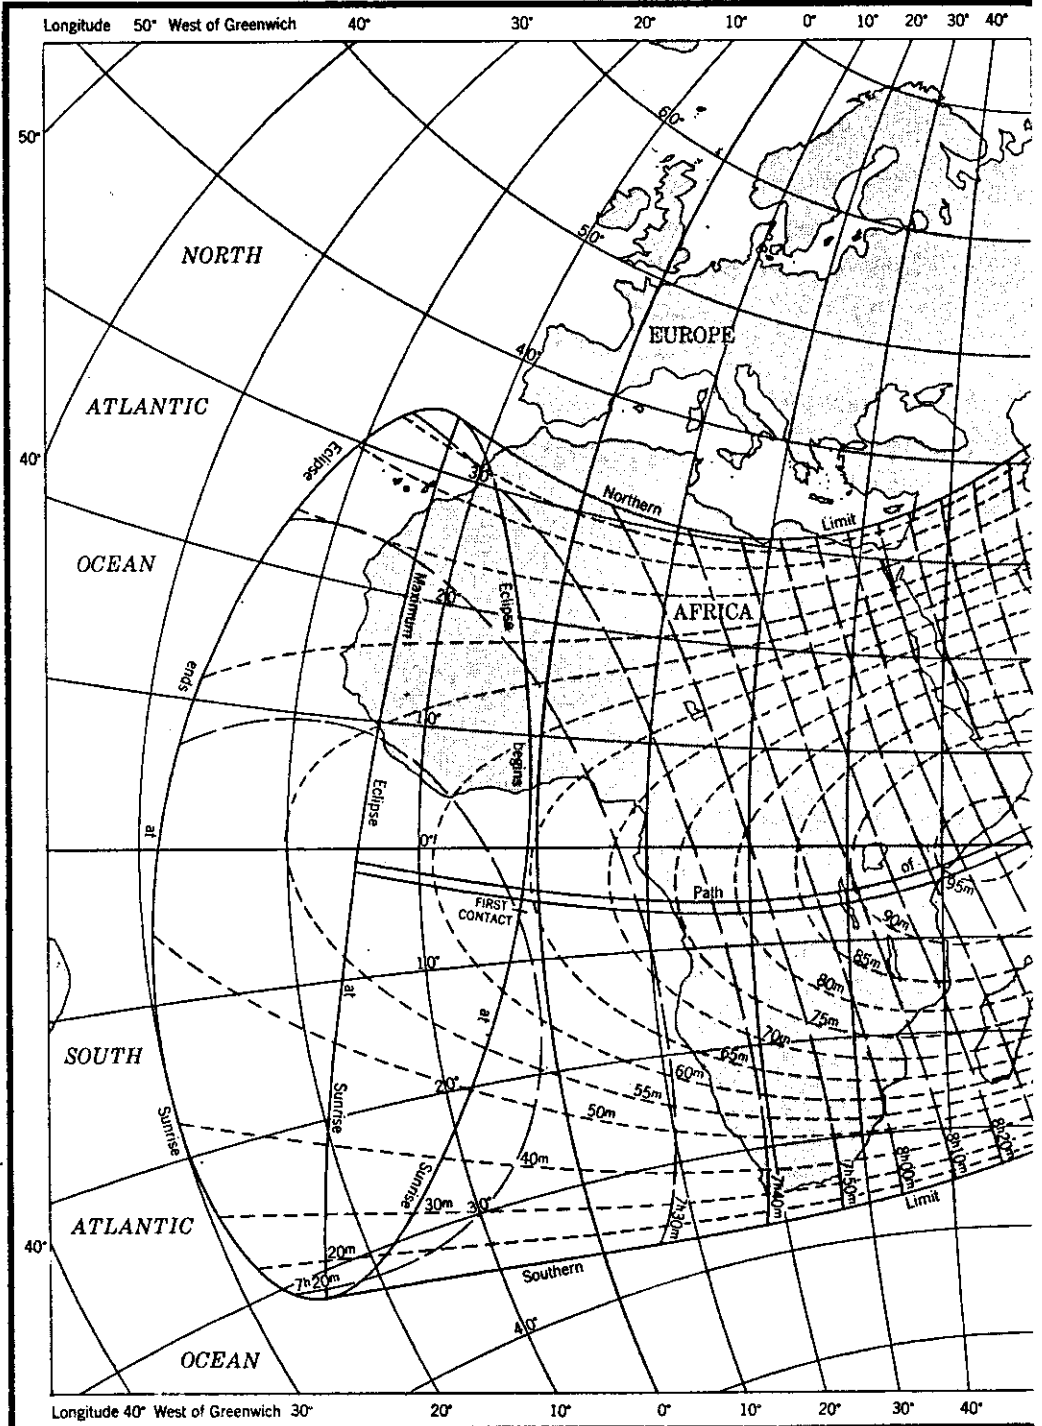 Longitude 50° West of Greenwich 40° 30° 20° 10° 0° 10° 20° 30° 40°
50°
60°
NORTH
50°
EUROPE
40°
ATLANTIC
Eclipse
40°
30°
Northern
Limit
OCEAN
Maximum
20°
Eclipse
AFRICA
ends
10°
begins
Eclipse
at
0°
Path of
95m
FIRST
CONTACT
90m
85m
10°
at
at
80m
75m
70m
SOUTH
65m
60m
20°
55m
50m
Sunrise
Sunrise
40m
Sunrise
30m
30°
7h30m
7h40m
7h50m
8h00m
8h10m
8h20m
Limit
ATLANTIC
40°
20m
7h20m
Southern
40°
OCEAN
Longitude 40° West of Greenwich 30° 20° 10° 0° 10° 20° 30° 40°